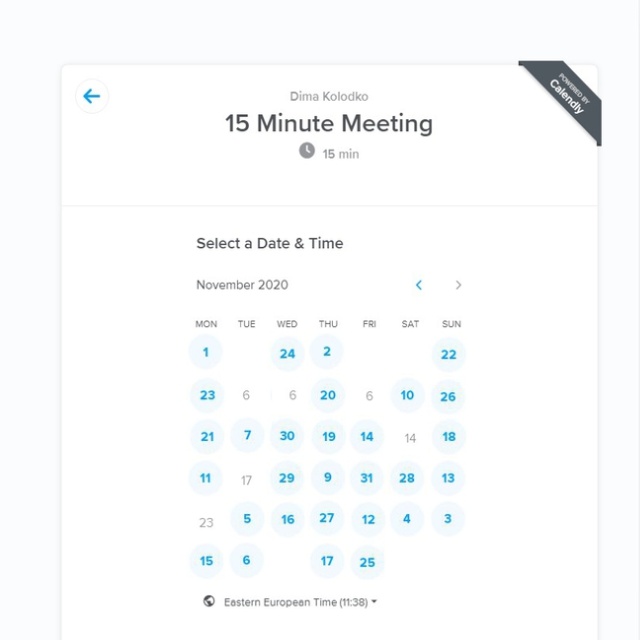 POWERED BY
Calendly
Dima Kolodko
15 Minute Meeting
15 min
Select a Date & Time
November 2020
MON TUE WED THU FRI SAT SUN
1 24 2 22
23 6 6 20 6 10 26
21 7 30 19 14 14 18
11 17 29 9 31 28 13
23 5 16 27 12 4 3
15 6 17 25
Eastern European Time (11:38)